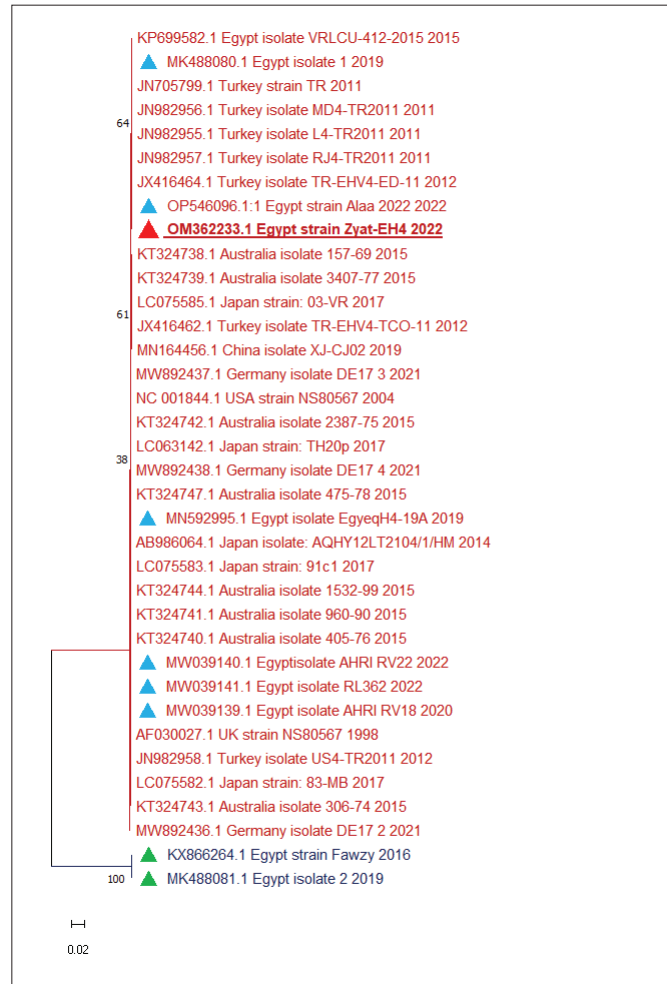 KP699582.1 Egypt isolate VRLCU-412-2015 2015
MK488080.1 Egypt isolate 1 2019
JN705799.1 Turkey strain TR 2011
JN982956.1 Turkey isolate MD4-TR2011 2011
64
JN982955.1 Turkey isolate L4-TR2011 2011
JN982957.1 Turkey isolate RJ4-TR2011 2011
JX416464.1 Turkey isolate TR-EHV4-ED-11 2012
OP546096.1:1 Egypt strain Alaa 2022 2022
OM362233.1 Egypt strain Zyat-EH4 2022
KT324738.1 Australia isolate 157-69 2015
KT324739.1 Australia isolate 3407-77 2015
LC075585.1 Japan strain: 03-VR 2017
61
JX416462.1 Turkey isolate TR-EHV4-TCO-11 2012
MN164456.1 China isolate XJ-CJ02 2019
MW892437.1 Germany isolate DE17 3 2021
NC 001844.1 USA strain NS80567 2004
KT324742.1 Australia isolate 2387-75 2015
LC063142.1 Japan strain: TH20p 2017
38
MW892438.1 Germany isolate DE17 4 2021
KT324747.1 Australia isolate 475-78 2015
MN592995.1 Egypt isolate EgyeqH4-19A 2019
AB986064.1 Japan isolate: AQHY12LT2104/1/HM 2014
LC075583.1 Japan strain: 91c1 2017
KT324744.1 Australia isolate 1532-99 2015
KT324741.1 Australia isolate 960-90 2015
KT324740.1 Australia isolate 405-76 2015
MW039140.1 Egyptisolate AHRI RV22 2022
MW039141.1 Egypt isolate RL362 2022
MW039139.1 Egypt isolate AHRI RV18 2020
AF030027.1 UK strain NS80567 1998
JN982958.1 Turkey isolate US4-TR2011 2012
LC075582.1 Japan strain: 83-MB 2017
KT324743.1 Australia isolate 306-74 2015
MW892436.1 Germany isolate DE17 2 2021
KX866264.1 Egypt strain Fawzy 2016
MK488081.1 Egypt isolate 2 2019
100
0.02